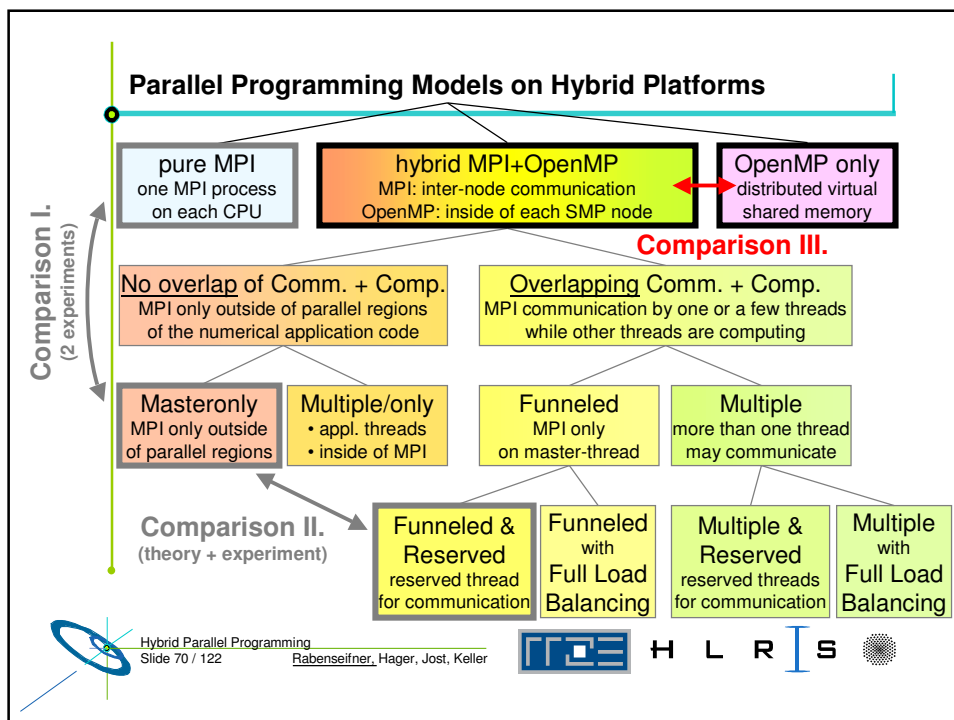 Parallel Programming Models on Hybrid Platforms
pure MPI
one MPI process
on each CPU
hybrid MPI+OpenMP
MPI: inter-node communication
OpenMP: inside of each SMP node
OpenMP only
distributed virtual
shared memory
Comparison III.
Comparison I.
(2 experiments)
No overlap of Comm. + Comp.
MPI only outside of parallel regions
of the numerical application code
Overlapping Comm. + Comp.
MPI communication by one or a few threads
while other threads are computing
Masteronly
MPI only outside
of parallel regions
Multiple/only
• appl. threads
• inside of MPI
Funneled
MPI only
on master-thread
Multiple
more than one thread
may communicate
Comparison II.
(theory + experiment)
Funneled &
Reserved
reserved thread
for communication
Funneled
with
Full Load
Balancing
Multiple &
Reserved
reserved threads
for communication
Multiple
with
Full Load
Balancing
Hybrid Parallel Programming
Slide 70 / 122
Rabenseifner, Hager, Jost, Keller
H L R I S